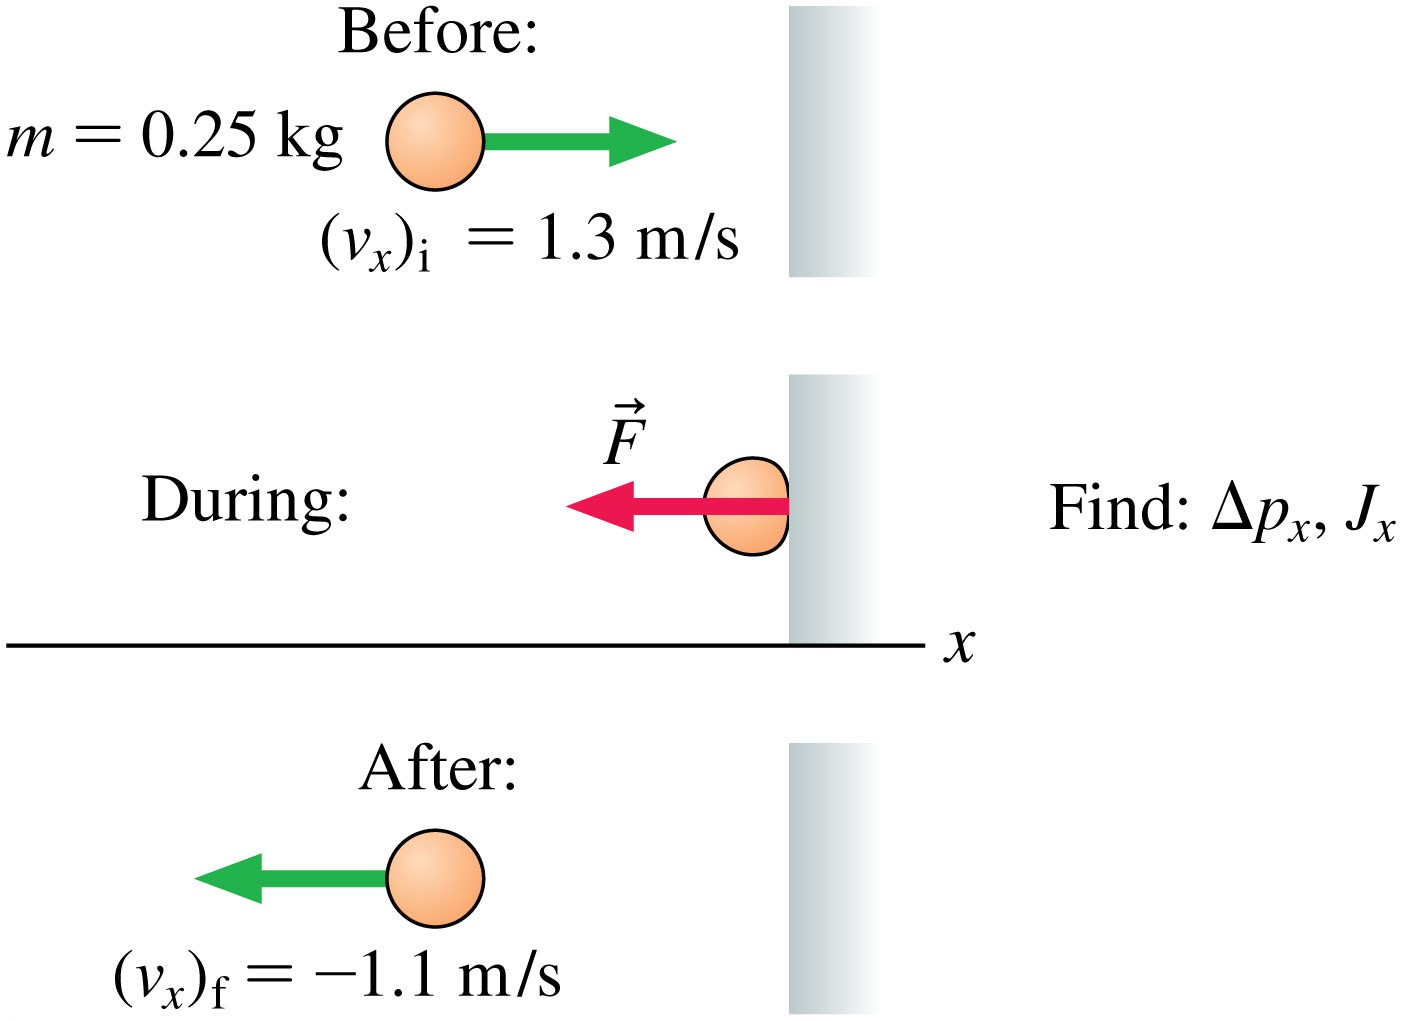 Before:
m = 0.25 kg
(vₓ)ᵢ = 1.3 m/s
F⃗
During:
Find: Δpₓ, Jₓ
x
After:
(vₓ)f = −1.1 m/s